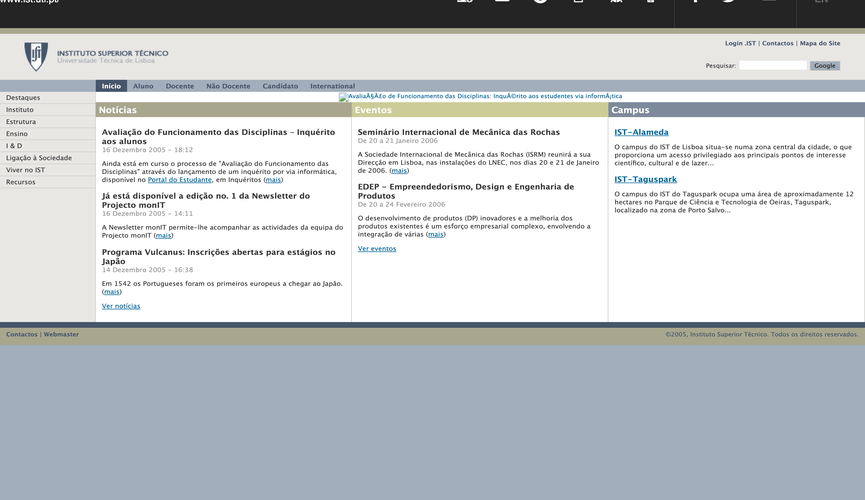 www.ist.utl.pt/
EN
INSTITUTO SUPERIOR TÉCNICO
Universidade Técnica de Lisboa
Login .IST | Contactos | Mapa do Site
Pesquisar:
Google
Início Aluno Docente Não Docente Candidato International
Destaques
Instituto
Estrutura
Ensino
I & D
Ligação à Sociedade
Viver no IST
Recursos
AvaliaÃ§Ã£o de Funcionamento das Disciplinas: InquÃ©rito aos estudantes via informÃ¡tica
Notícias
Avaliação do Funcionamento das Disciplinas – Inquérito
aos alunos
16 Dezembro 2005 – 18:12
Ainda está em curso o processo de "Avaliação do Funcionamento das
Disciplinas" através do lançamento de um inquérito por via informática,
disponível no Portal do Estudante, em Inquéritos (mais)
Já está disponível a edição no. 1 da Newsletter do
Projecto monIT
16 Dezembro 2005 – 14:11
A Newsletter monIT permite-lhe acompanhar as actividades da equipa do
Projecto monIT (mais)
Programa Vulcanus: Inscrições abertas para estágios no
Japão
14 Dezembro 2005 – 16:38
Em 1542 os Portugueses foram os primeiros europeus a chegar ao Japão.
(mais)
Ver notícias
Eventos
Seminário Internacional de Mecânica das Rochas
De 20 a 21 Janeiro 2006
A Sociedade Internacional de Mecânica das Rochas (ISRM) reunirá a sua
Direcção em Lisboa, nas instalações do LNEC, nos dias 20 e 21 de Janeiro
de 2006. (mais)
EDEP – Empreendedorismo, Design e Engenharia de
Produtos
De 20 a 24 Fevereiro 2006
O desenvolvimento de produtos (DP) inovadores e a melhoria dos
produtos existentes é um esforço empresarial complexo, envolvendo a
integração de várias (mais)
Ver eventos
Campus
IST-Alameda
O campus do IST de Lisboa situa-se numa zona central da cidade, o que
proporciona um acesso privilegiado aos principais pontos de interesse
científico, cultural e de lazer...
IST-Taguspark
O campus do IST do Taguspark ocupa uma área de aproximadamente 12
hectares no Parque de Ciência e Tecnologia de Oeiras, Taguspark,
localizado na zona de Porto Salvo...
Contactos | Webmaster
©2005, Instituto Superior Técnico. Todos os direitos reservados.